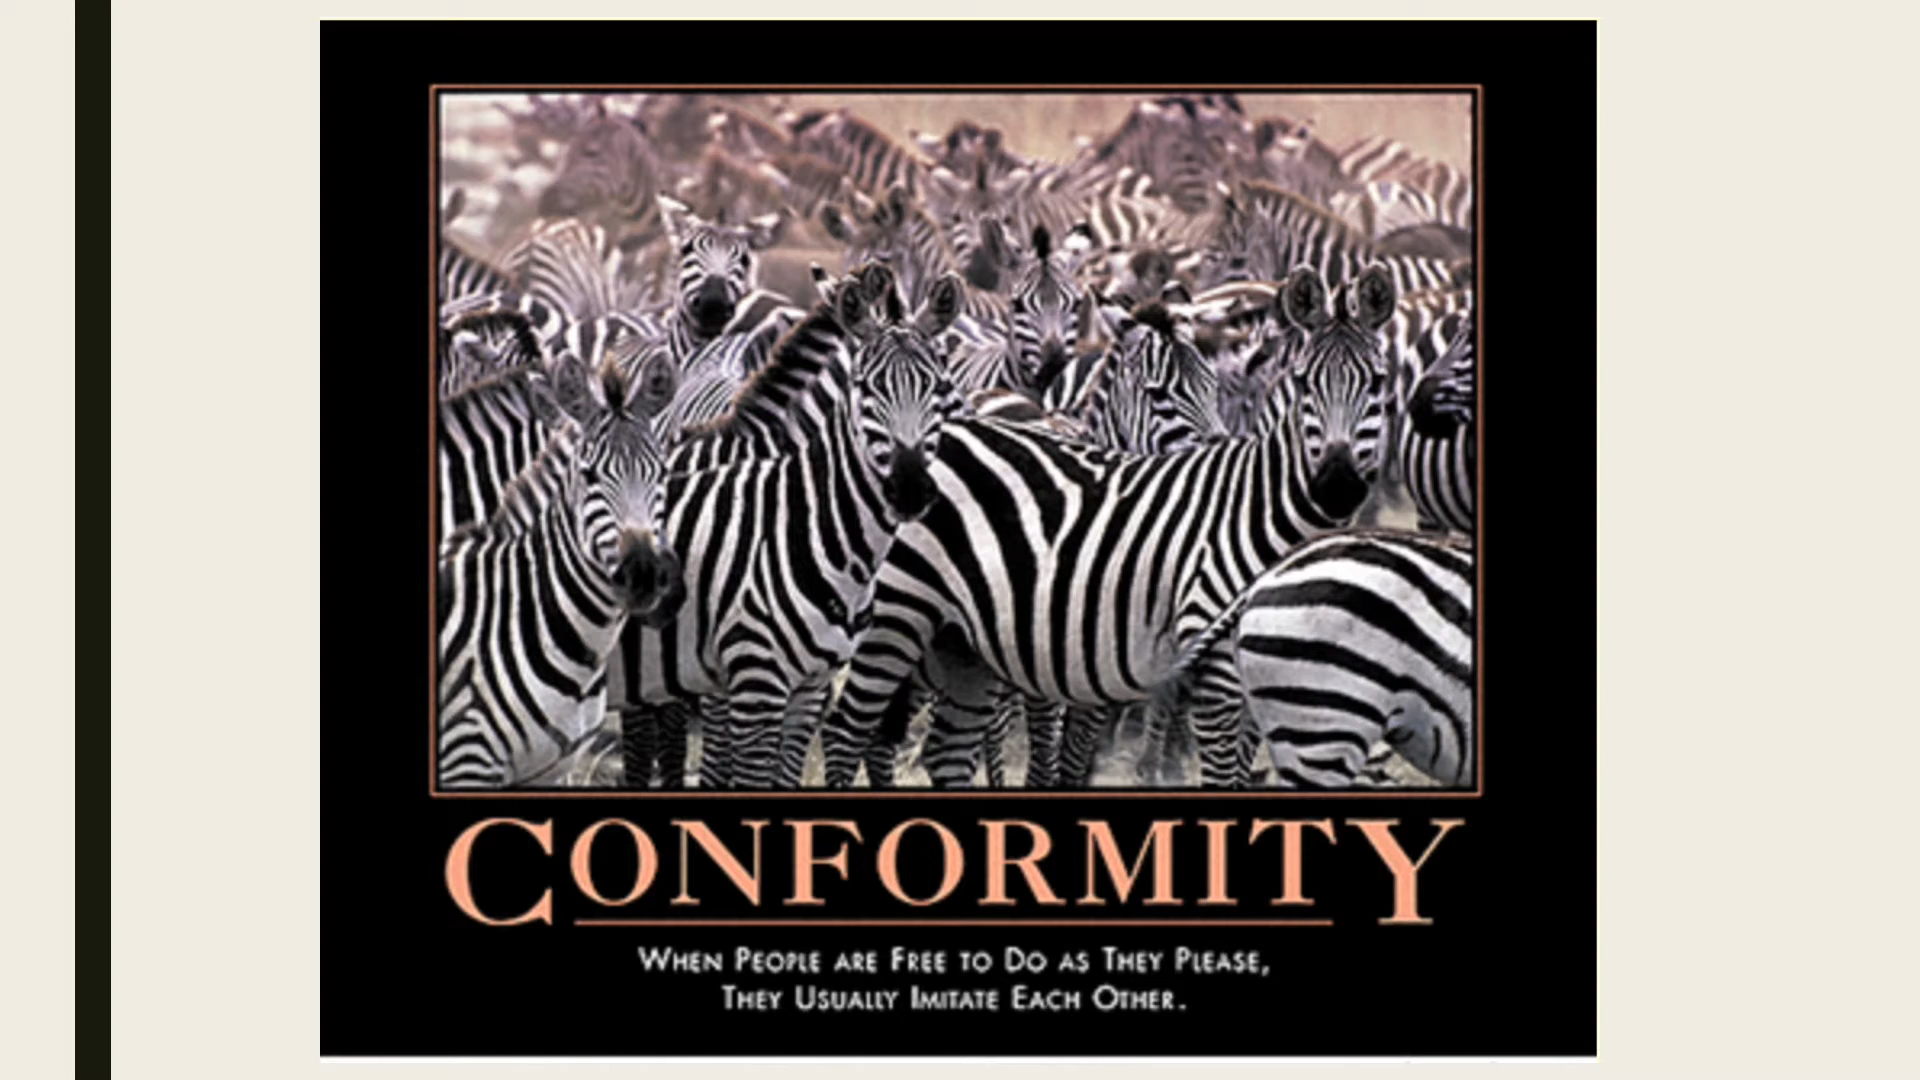 CONFORMITY
WHEN PEOPLE ARE FREE TO DO AS THEY PLEASE,
THEY USUALLY IMITATE EACH OTHER.